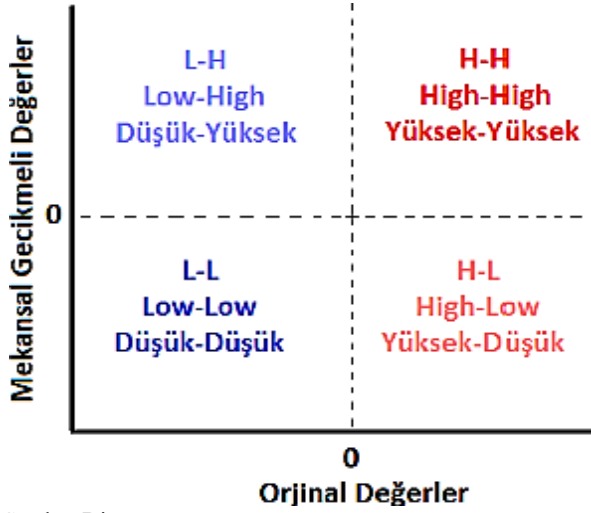 L-H
Low-High
Düşük-Yüksek
H-H
High-High
Yüksek-Yüksek
Mekansal Gecikmeli Değerler
0
L-L
Low-Low
Düşük-Düşük
H-L
High-Low
Yüksek-Düşük
0
Orjinal Değerler